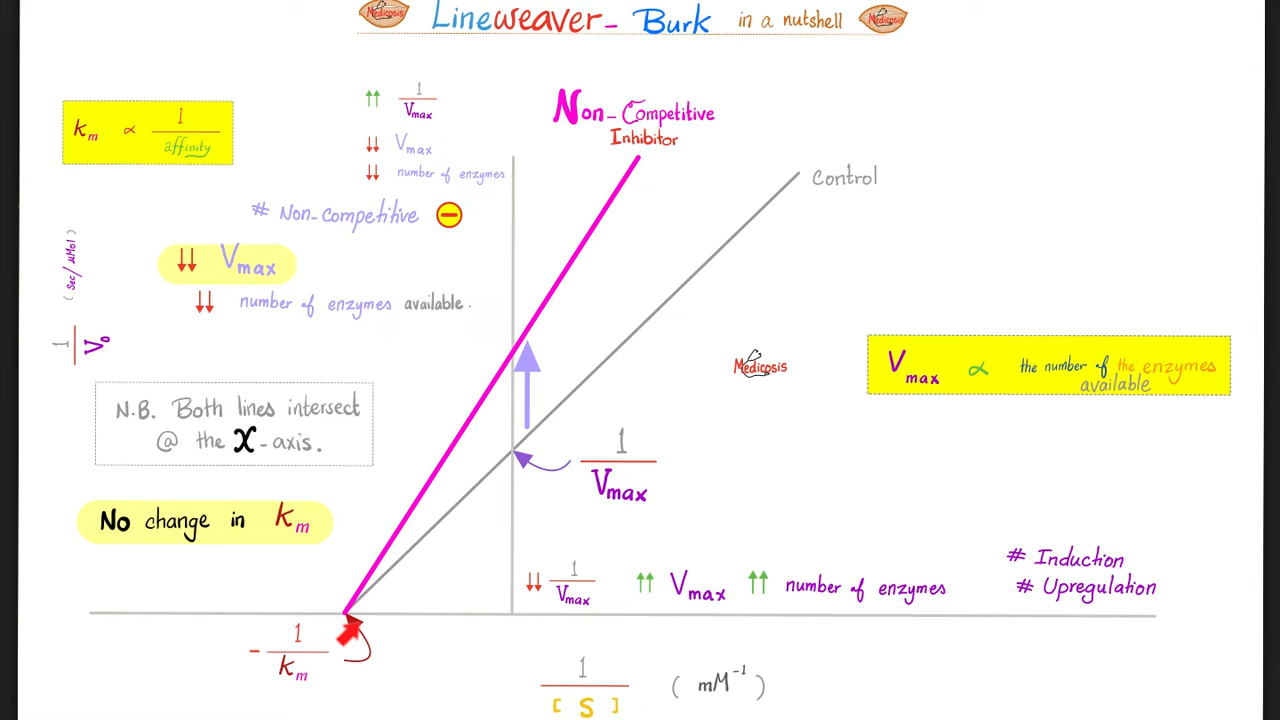 Medicosis Lineweaver - Burk in a nutshell Medicosis
↑↑ 1 / Vmax
↓↓ Vmax
↓↓ number of enzymes
Km ∝ 1 / affinity
Non-Competitive
Inhibitor
Control
# Non-Competitive −
↓↓ Vmax
↓↓ number of enzymes available.
1 / V₀ (Sec/μMol)
Medicosis
Vmax ∝ the number of the enzymes
available
N.B. Both lines intersect
@ the X-axis.
1 / Vmax
No change in Km
↓↓ 1 / Vmax ↑↑ Vmax ↑↑ number of enzymes
# Induction
# Upregulation
- 1 / Km
1 / [S] (mM⁻¹)